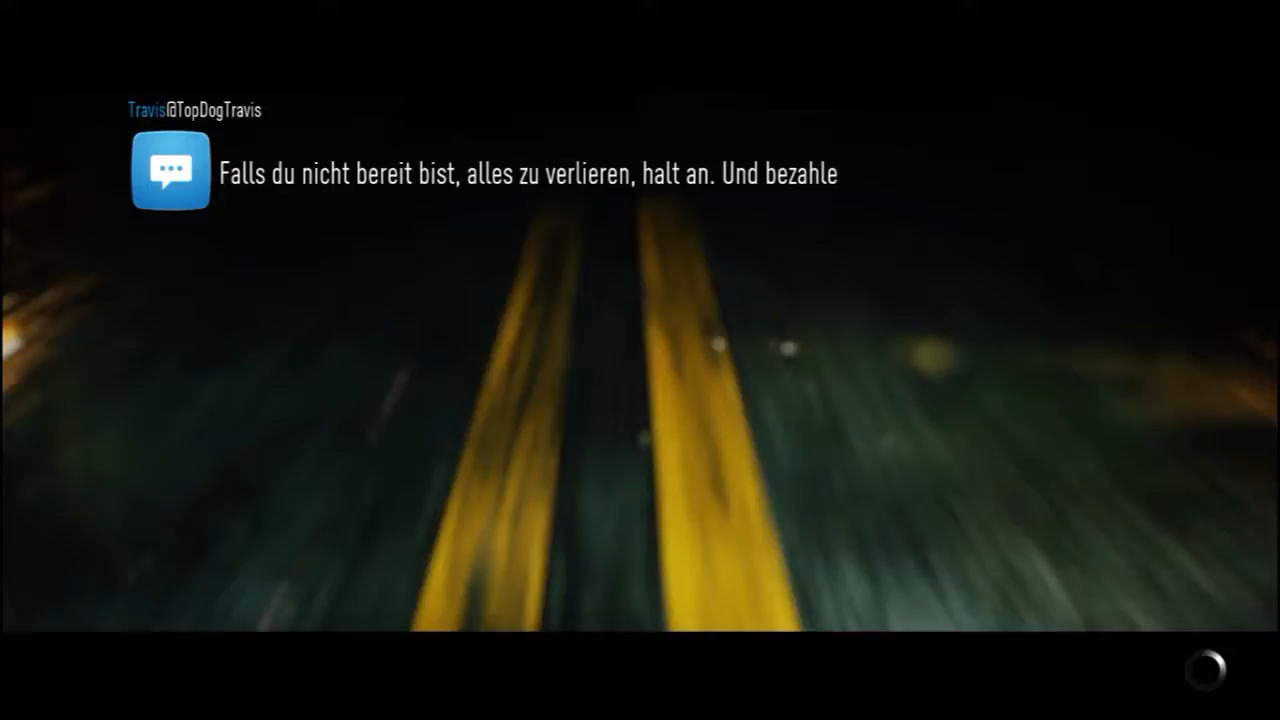 Travis@TopDogTravis
Falls du nicht bereit bist, alles zu verlieren, halt an. Und bezahle